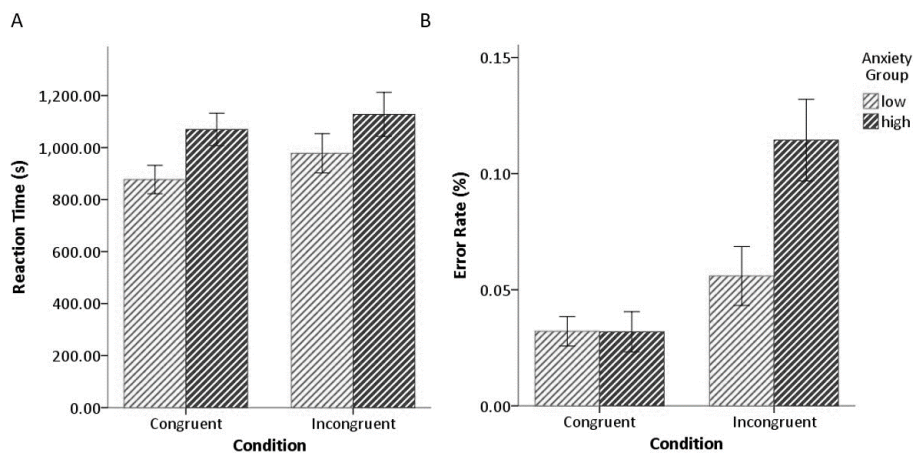 A
Reaction Time (s)
1,200.00
1,000.00
800.00
600.00
400.00
200.00
0.00
Congruent
Incongruent
Condition
B
Error Rate (%)
0.15
0.10
0.05
0.00
Congruent
Incongruent
Condition
Anxiety
Group
low
high